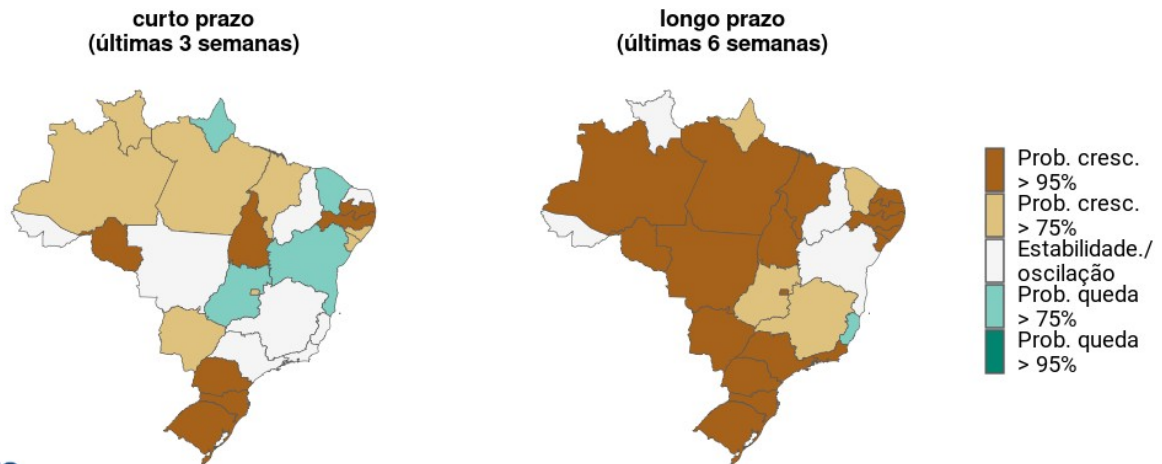 curto prazo
(últimas 3 semanas)
longo prazo
(últimas 6 semanas)
Prob. cresc.
> 95%
Prob. cresc.
> 75%
Estabilidade./
oscilação
Prob. queda
> 75%
Prob. queda
> 95%